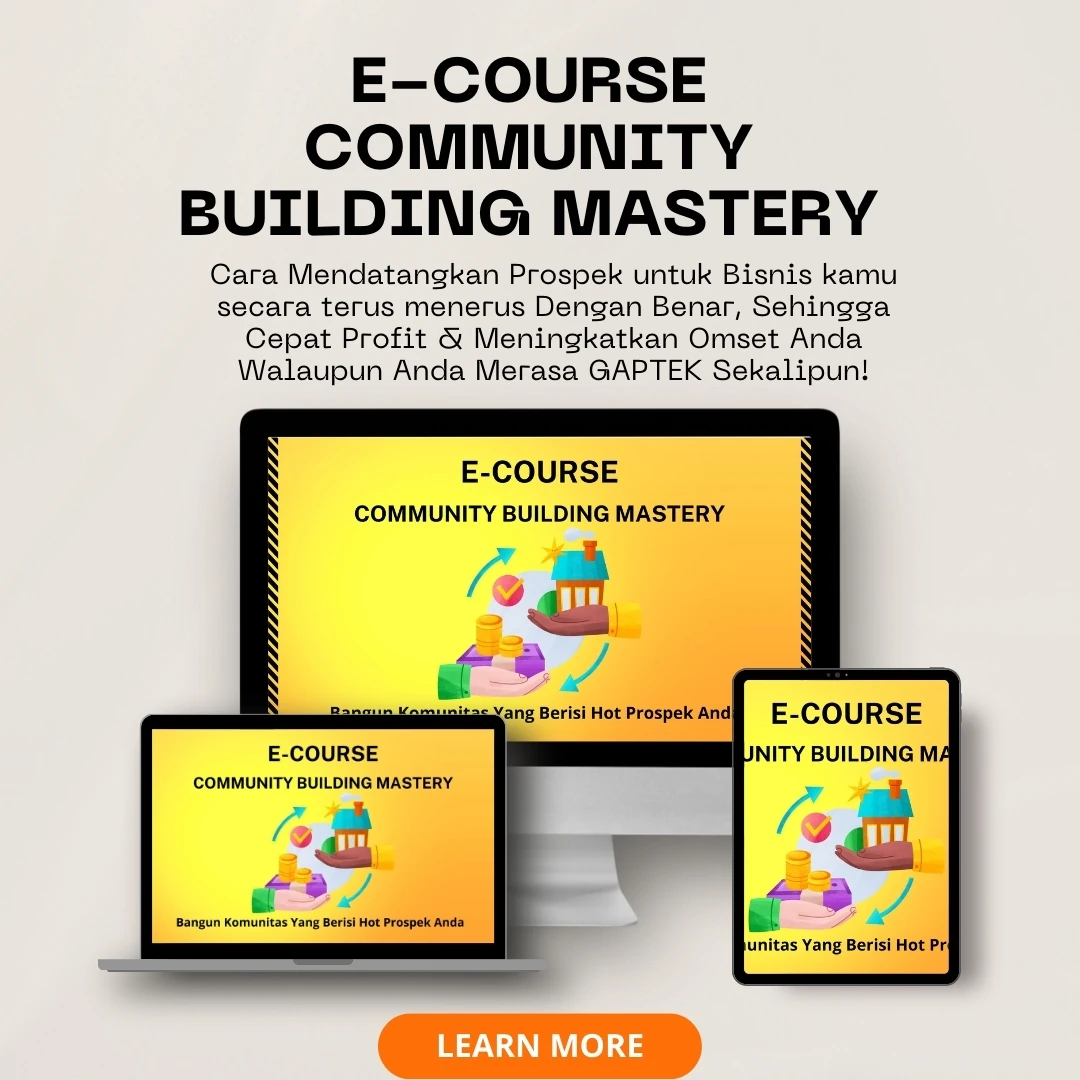 E-COURSE
COMMUNITY
BUILDING MASTERY
Cara Mendatangkan Prospek untuk Bisnis kamu
secara terus menerus Dengan Benar, Sehingga
Cepat Profit & Meningkatkan Omset Anda
Walaupun Anda Merasa GAPTEK Sekalipun!
E-COURSE
COMMUNITY BUILDING MASTERY
Bangun Komunitas Yang Berisi Hot Prospek Anda
E-COURSE
COMMUNITY BUILDING MASTERY
Bangun Komunitas Yang Berisi Hot Prospek Anda
E-COURSE
UNITY BUILDING MA
unitas Yang Berisi Hot Pr
LEARN MORE